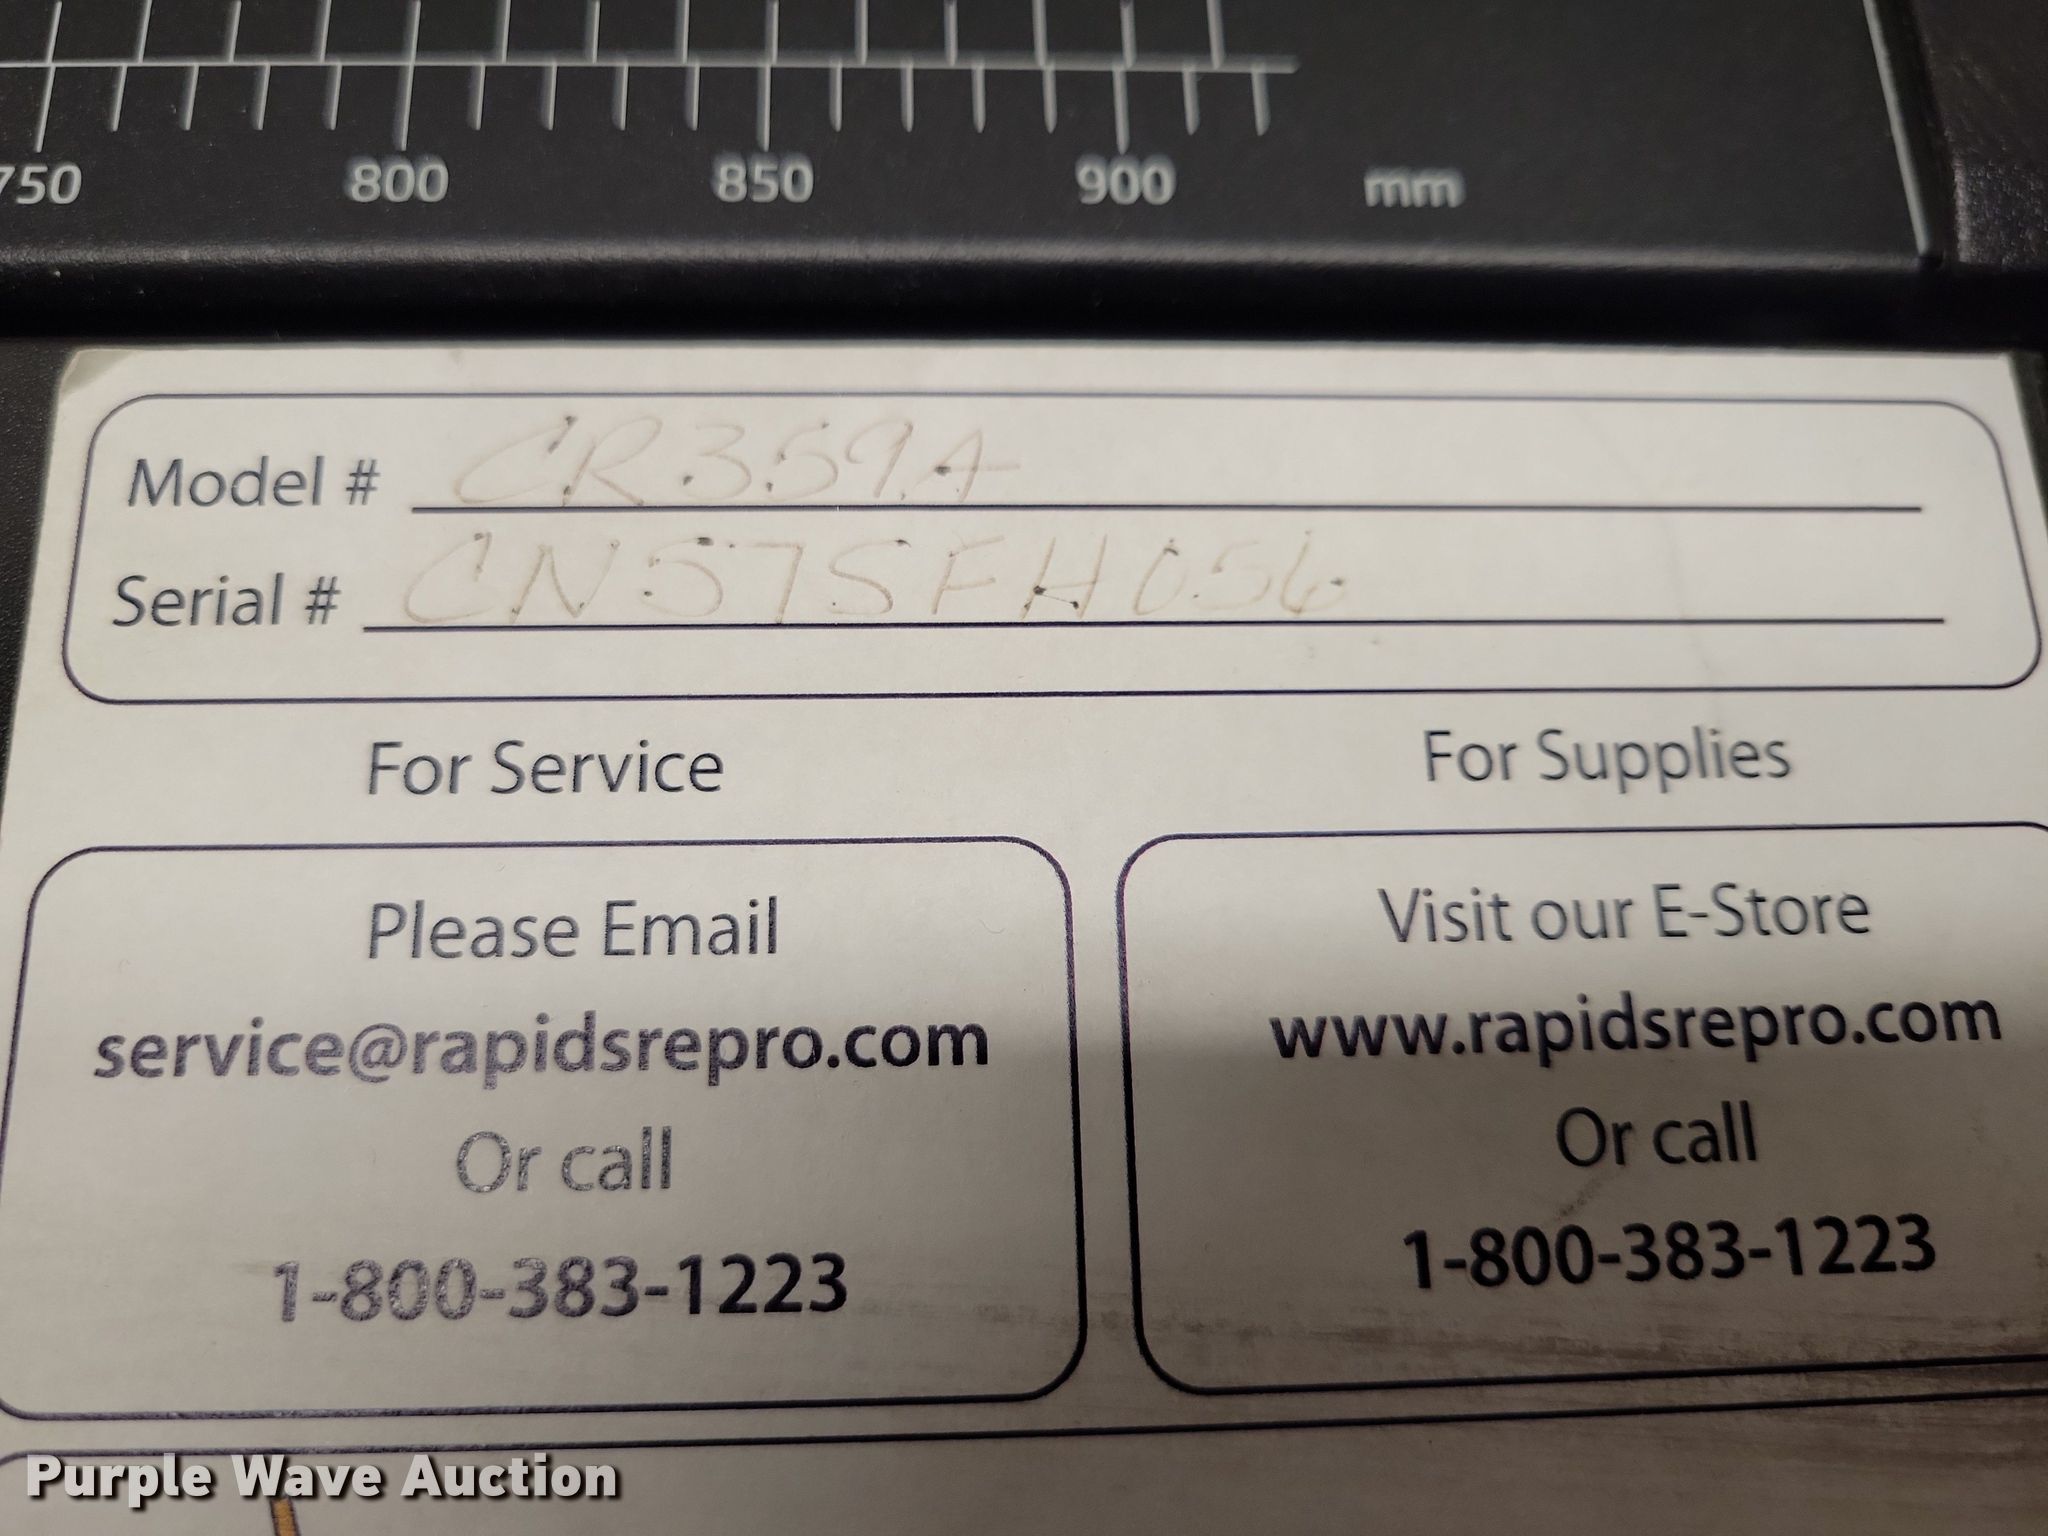 750 800 850 900 mm
Model # CR359A
Serial # CN57SFH056
For Service
Please Email
service@rapidsrepro.com
Or call
1-800-383-1223
For Supplies
Visit our E-Store
www.rapidsrepro.com
Or call
1-800-383-1223
Purple Wave Auction